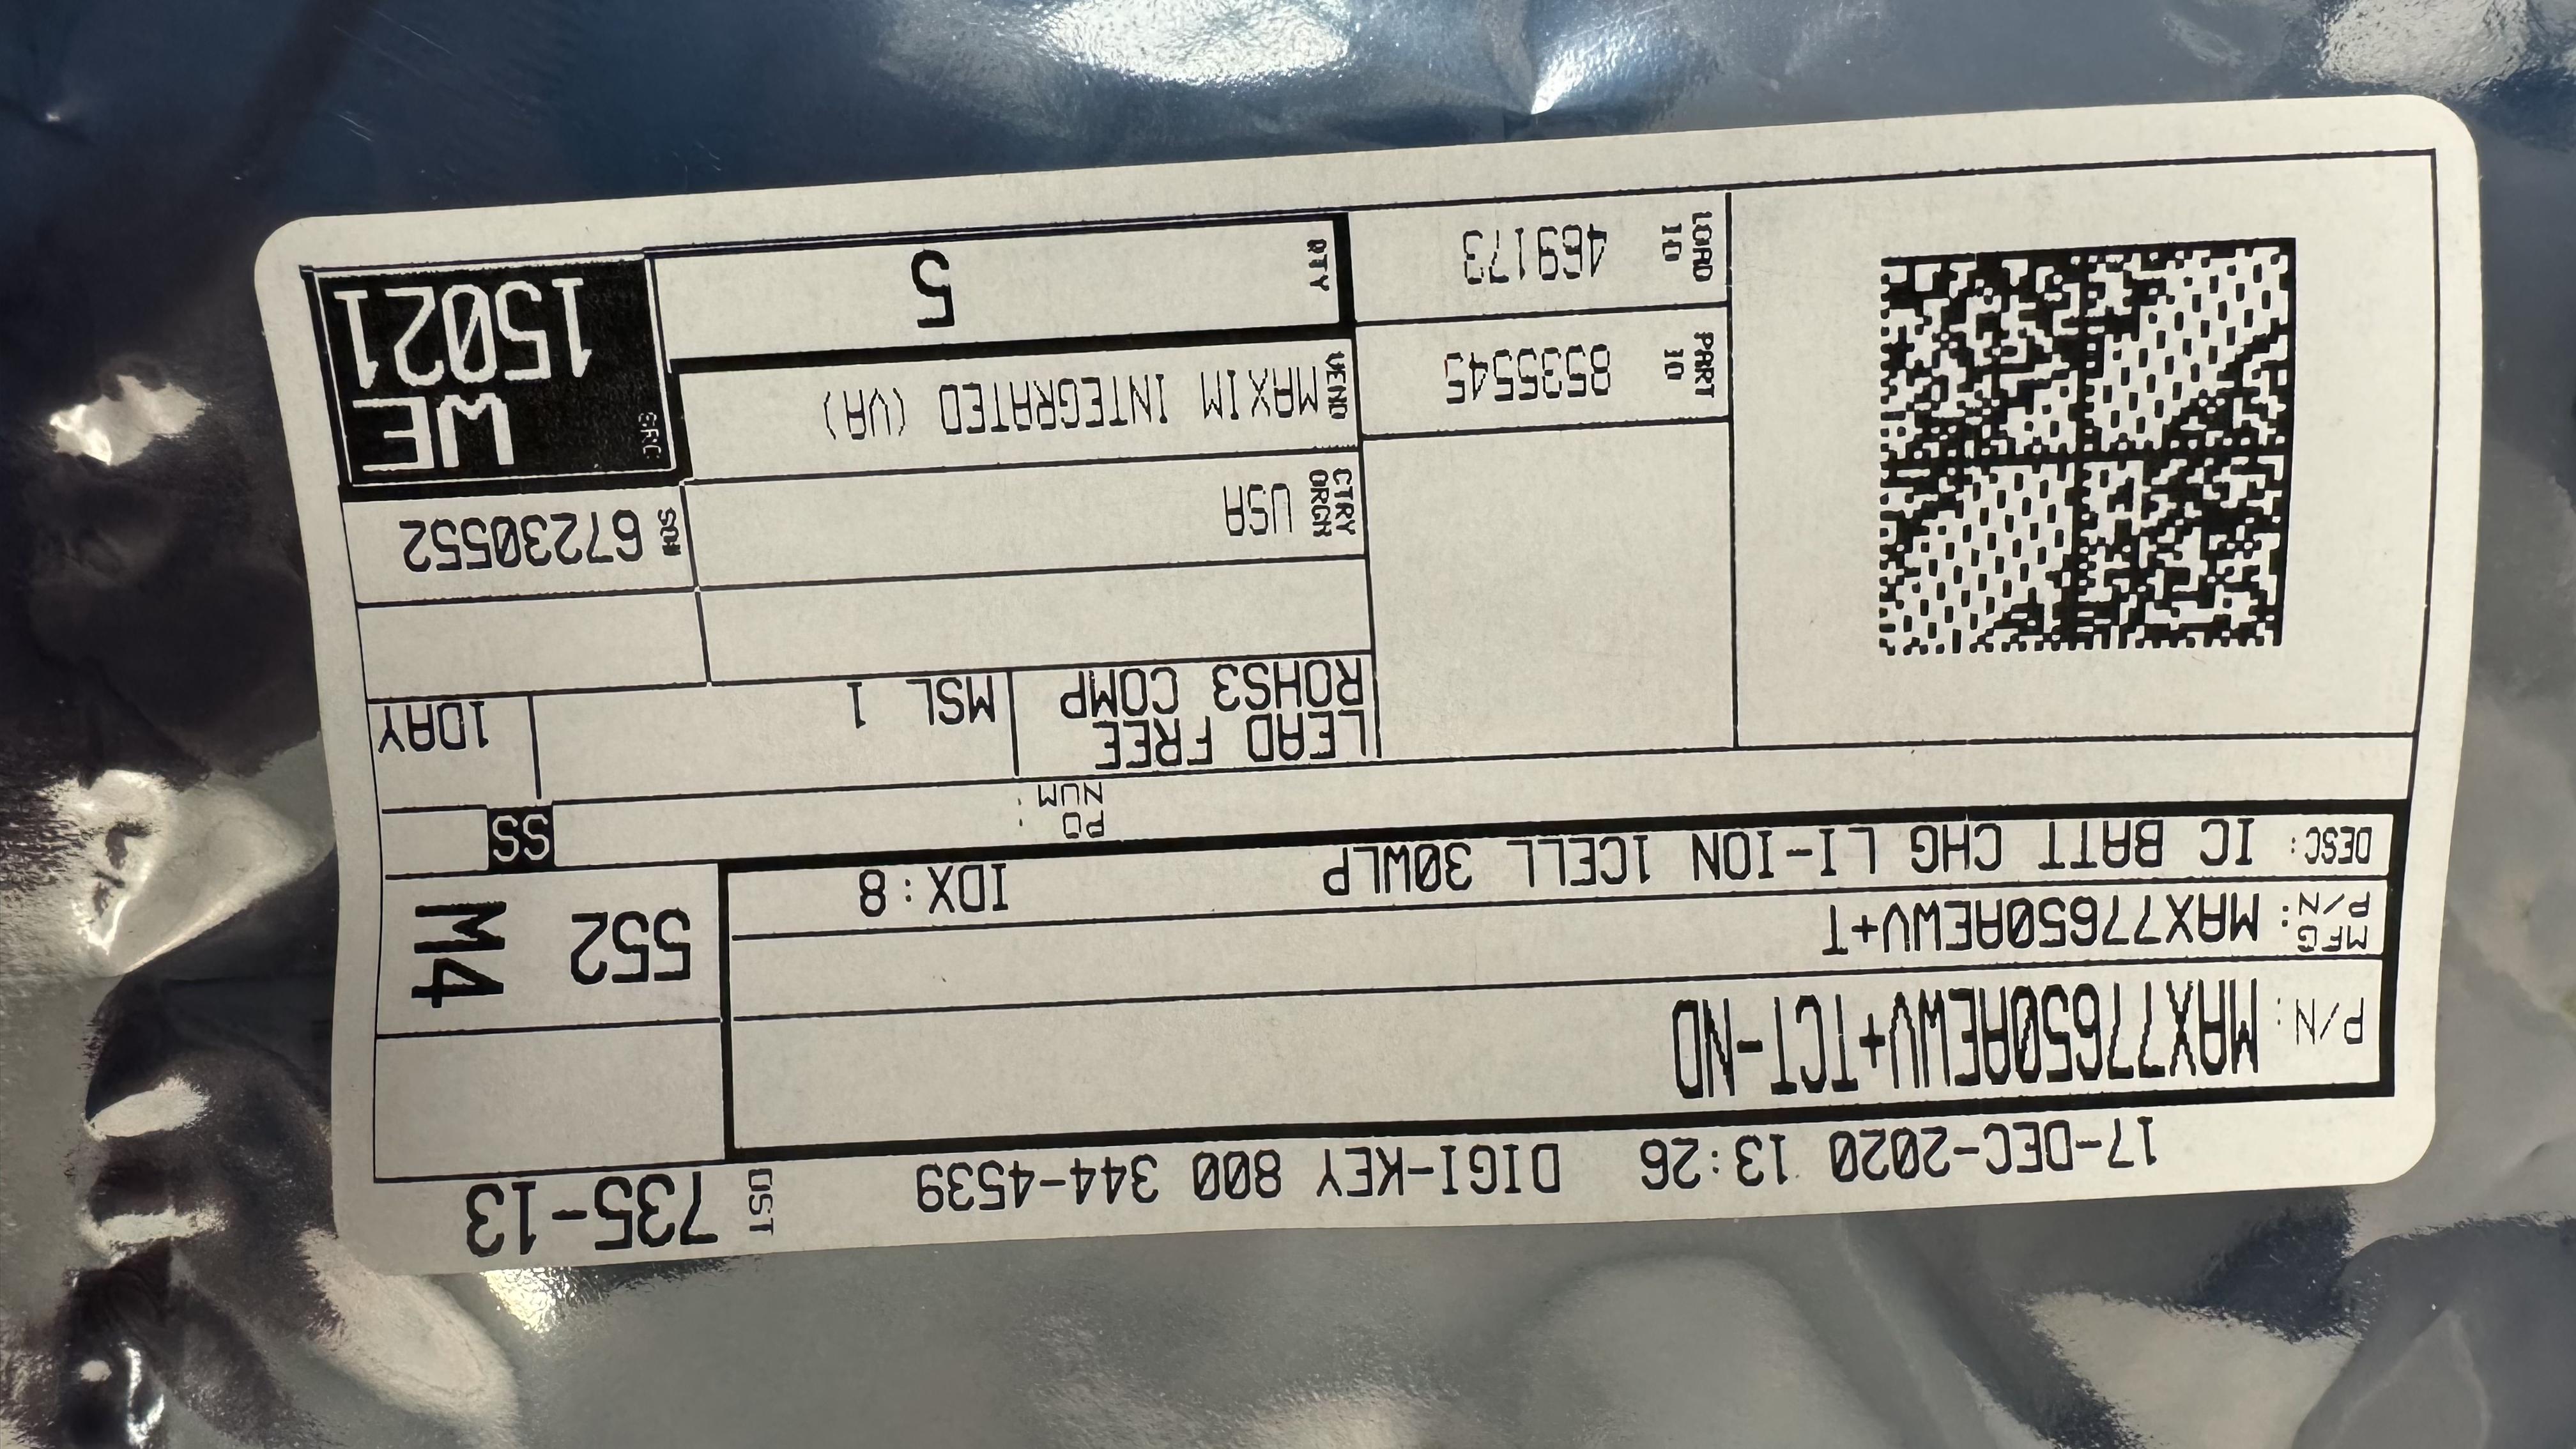 17-DEC-2020 13:26 DIGI-KEY 800 344-4539
DST 735-13
P/N: MAX77650AEWV+TCT-ND
MFG P/N: MAX77650AEWV+T
552 M4
DESC: IC BATT CHG LI-ION 1CELL 30WLP IDX:8
PO NUM :
SS
LEAD FREE
ROHS3 COMP
MSL 1
1DAY
CTRY ORGN USA
SO# 67230552
PART ID 8535545
VEND MAXIM INTEGRATED (VA)
SRC WE
15021
LOAD ID 469173
QTY 5